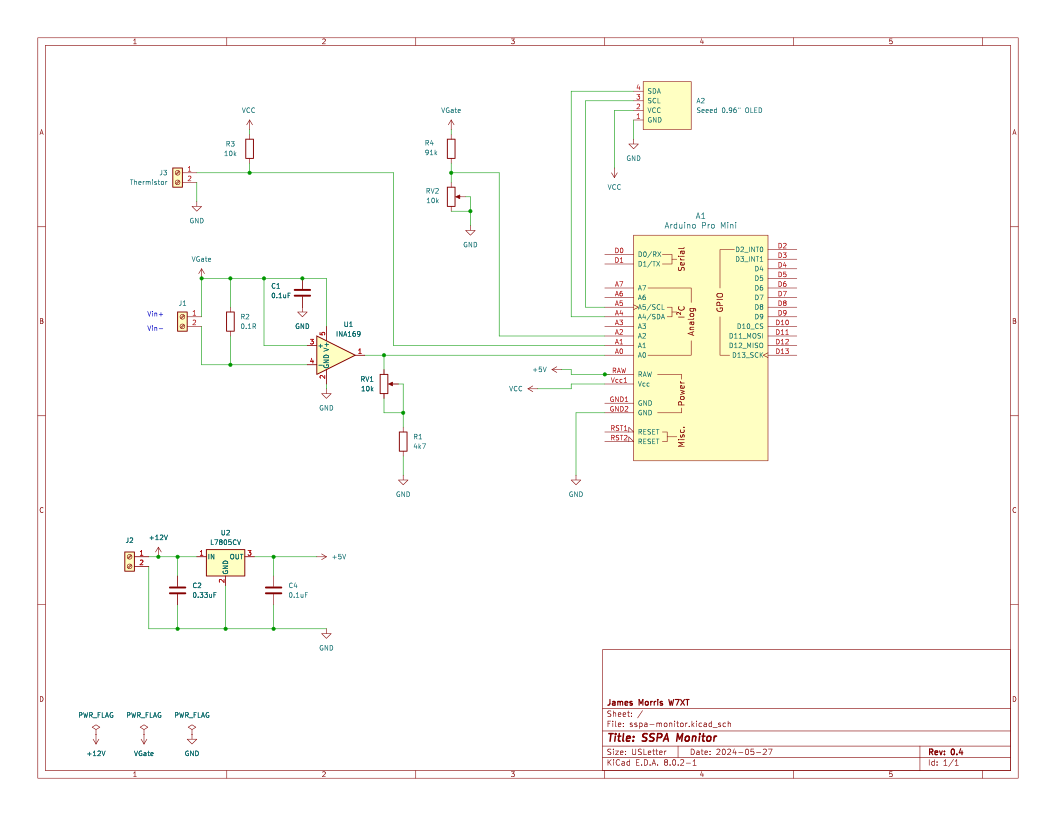 1 2 3 4 5
A A
B B
C C
D D
1 2 3 4 5
4 SDA
3 SCL
2 VCC
1 GND
A2
Seeed 0.96" OLED
GND
VCC
VCC
R3
10k
J3
Thermistor
1
2
GND
VGate
R4
91k
RV2
10k
GND
VGate
J1
Vin+
Vin-
1
2
R2
0.1R
C1
0.1uF
GND
U1
INA169
3
4
5
2
1
+
-
V+
GND
GND
RV1
10k
R1
4k7
GND
A1
Arduino Pro Mini
D0 D0/RX
D1 D1/TX
Serial
A7 A7
A6 A6
A5 A5/SCL
A4 A4/SDA
A3 A3
A2 A2
A1 A1
A0 A0
I²C
Analog
GPIO
D2_INT0 D2
D3_INT1 D3
D4 D4
D5 D5
D6 D6
D7 D7
D8 D8
D9 D9
D10_CS D10
D11_MOSI D11
D12_MISO D12
D13_SCK D13
+5V
RAW RAW
VCC
Vcc1 Vcc
GND1 GND
GND2 GND
Power
RST1 RESET
RST2 RESET
Misc.
GND
J2
1
2
+12V
U2
L7805CV
1 IN OUT 3
GND
2
+5V
C2
0.33uF
C4
0.1uF
GND
PWR_FLAG PWR_FLAG PWR_FLAG
+12V VGate GND
James Morris W7XT
Sheet: /
File: sspa-monitor.kicad_sch
Title: SSPA Monitor
Size: USLetter Date: 2024-05-27 Rev: 0.4
KiCad E.D.A. 8.0.2-1 Id: 1/1